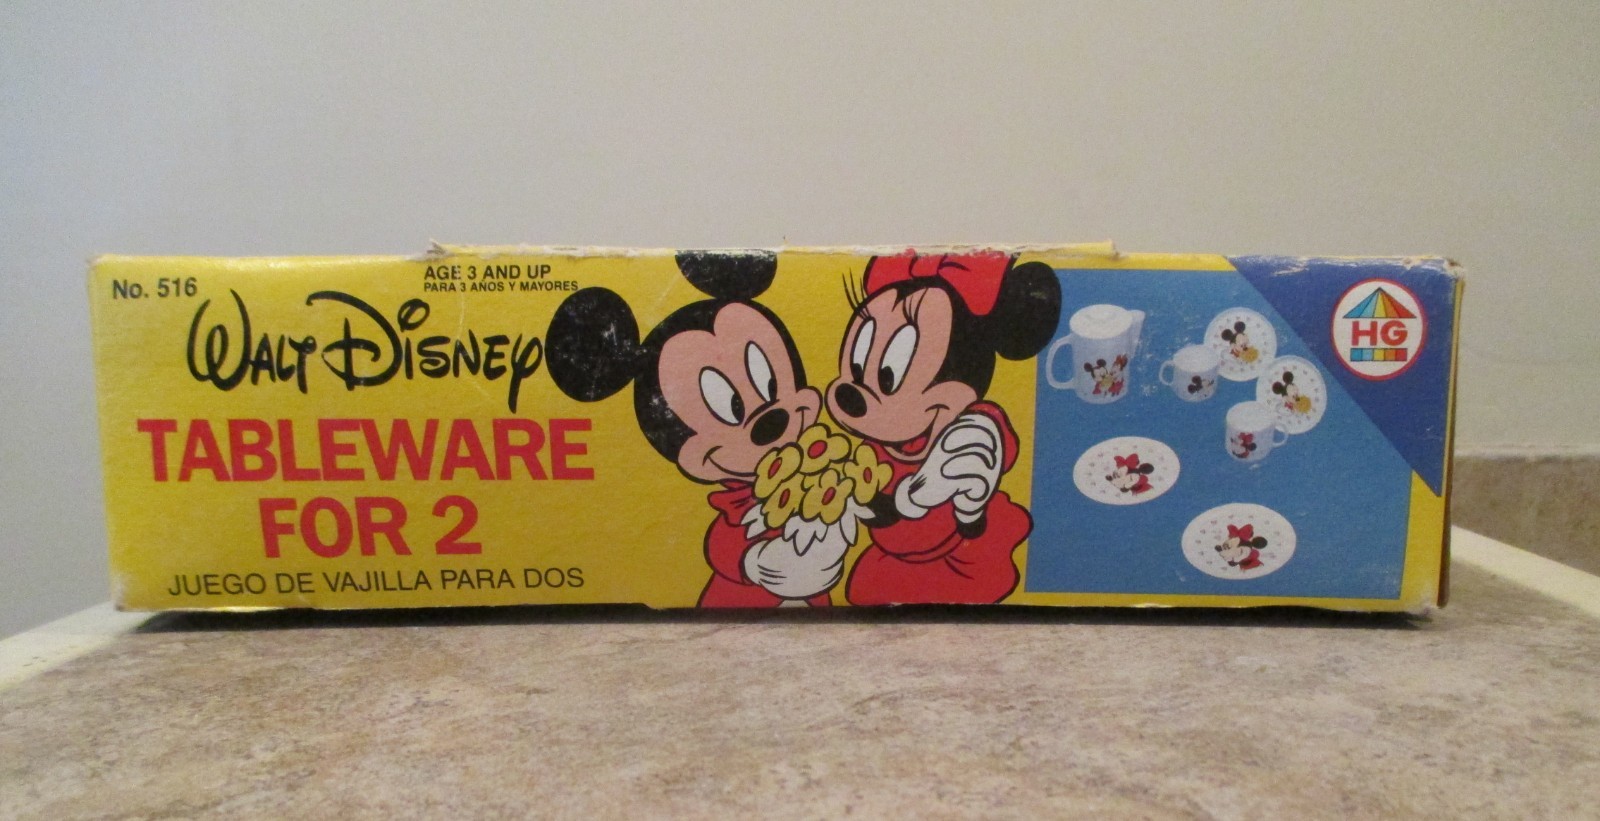 No. 516
AGE 3 AND UP
PARA 3 AÑOS Y MAYORES
WALT DISNEY
TABLEWARE
FOR 2
JUEGO DE VAJILLA PARA DOS
HG